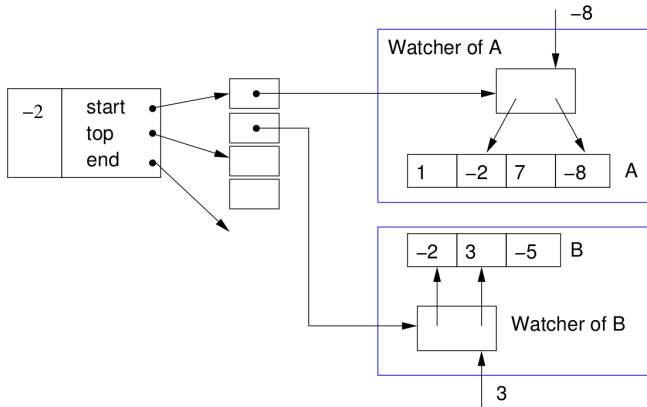 −8
Watcher of A
−2 start
top
end
1 −2 7 −8 A
−2 3 −5 B
Watcher of B
3